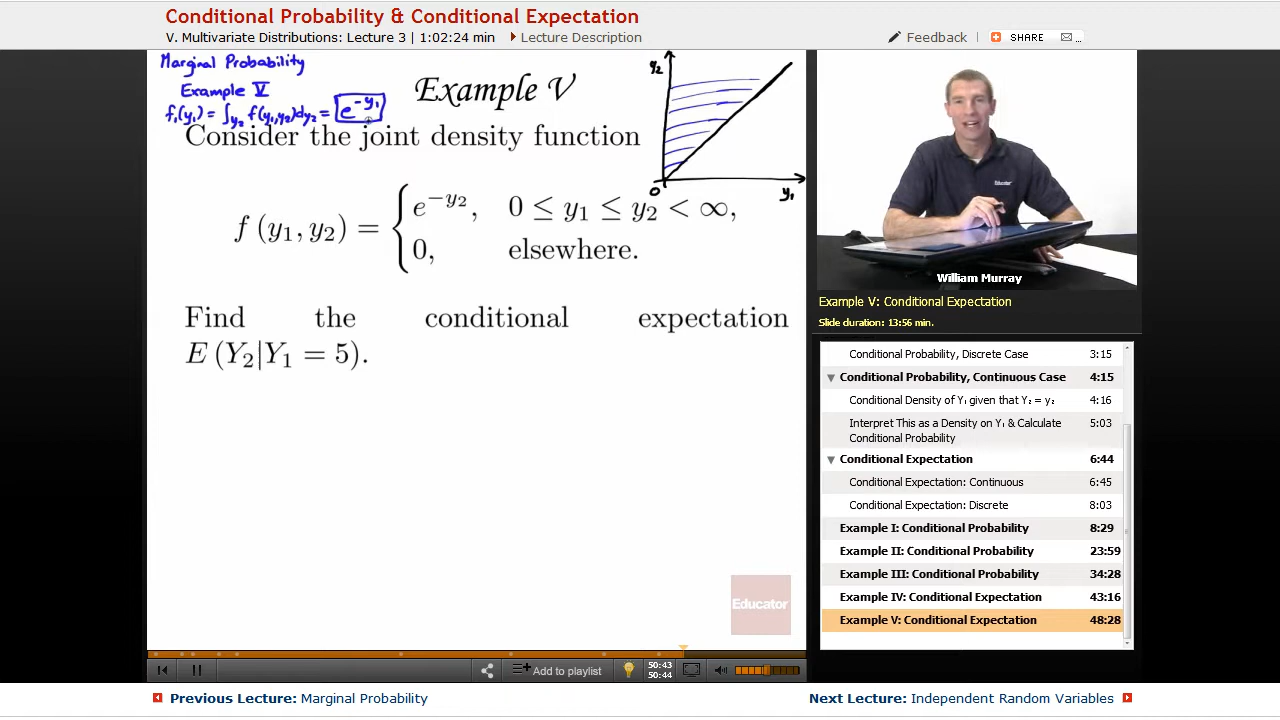 Conditional Probability & Conditional Expectation
V. Multivariate Distributions: Lecture 3 | 1:02:24 min
Lecture Description
Feedback
SHARE
Marginal Probability
Example V
f₁(y₁) = ∫y₂ f(y₁,y₂)dy₂ = e^-y₁
Example V
y₂
0
y₁
Consider the joint density function
f (y₁, y₂) = { e^−y₂, 0 ≤ y₁ ≤ y₂ < ∞,
0, elsewhere.
Find the conditional expectation
E (Y₂|Y₁ = 5).
Educator
Educator
William Murray
Example V: Conditional Expectation
Slide duration: 13:56 min.
Conditional Probability, Discrete Case 3:15
Conditional Probability, Continuous Case 4:15
Conditional Density of Y₁ given that Y₂ = y₂ 4:16
Interpret This as a Density on Y₁ & Calculate 5:03
Conditional Probability
Conditional Expectation 6:44
Conditional Expectation: Continuous 6:45
Conditional Expectation: Discrete 8:03
Example I: Conditional Probability 8:29
Example II: Conditional Probability 23:59
Example III: Conditional Probability 34:28
Example IV: Conditional Expectation 43:16
Example V: Conditional Expectation 48:28
Add to playlist
50:43
50:44
Previous Lecture: Marginal Probability
Next Lecture: Independent Random Variables